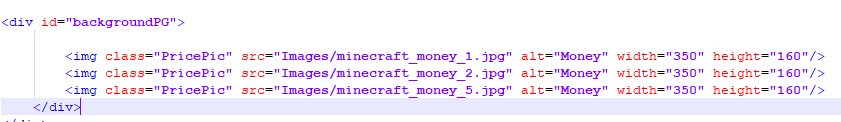 <div id="backgroundPG">
<img class="PricePic" src="Images/minecraft_money_1.jpg" alt="Money" width="350" height="160"/>
<img class="PricePic" src="Images/minecraft_money_2.jpg" alt="Money" width="350" height="160"/>
<img class="PricePic" src="Images/minecraft_money_5.jpg" alt="Money" width="350" height="160"/>
</div>